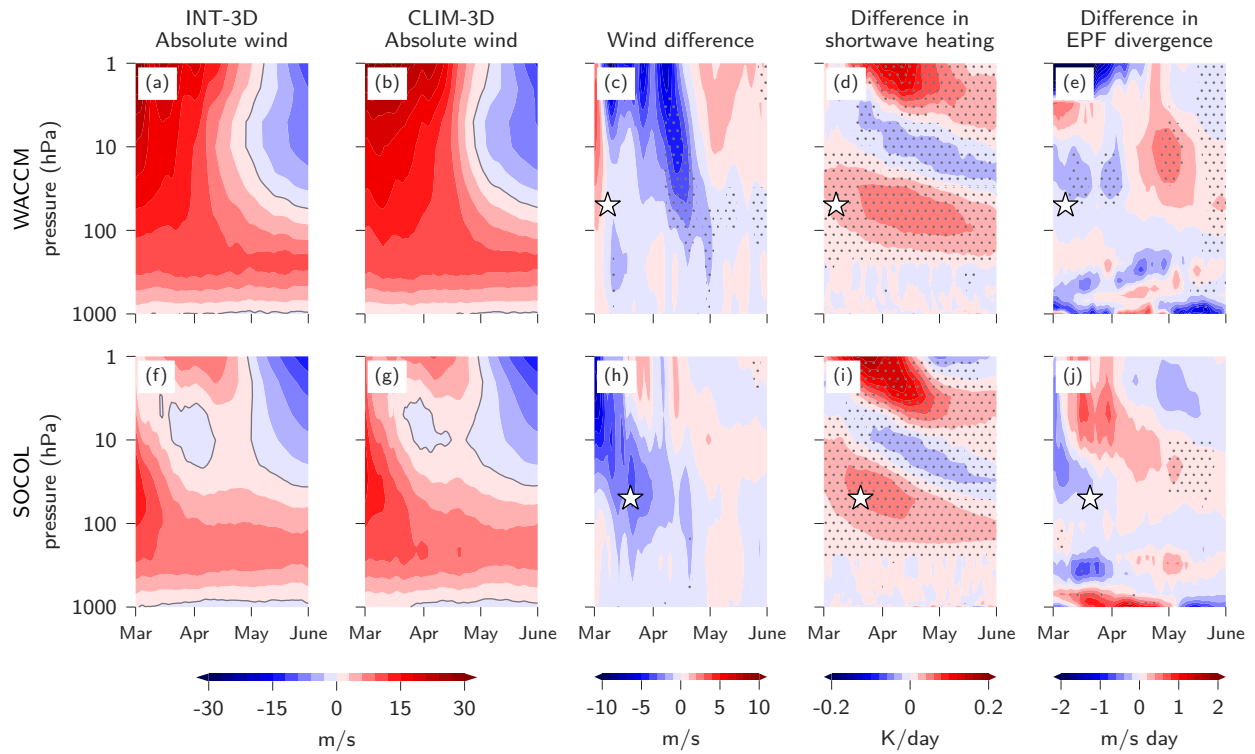 INT-3D
Absolute wind
CLIM-3D
Absolute wind
Wind difference
Difference in
shortwave heating
Difference in
EPF divergence
WACCM
pressure (hPa)
1
10
100
1000
(a)
(b)
(c)
(d)
(e)
SOCOL
pressure (hPa)
1
10
100
1000
(f)
(g)
(h)
(i)
(j)
Mar Apr May June
Mar Apr May June
Mar Apr May June
Mar Apr May June
Mar Apr May June
-30 -15 0 15 30
m/s
-10 -5 0 5 10
m/s
-0.2 0 0.2
K/day
-2 -1 0 1 2
m/s day